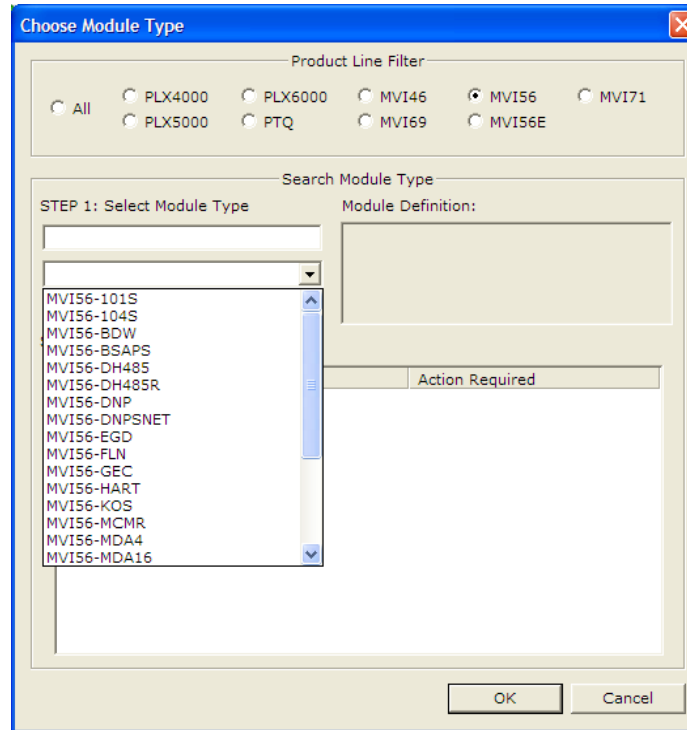 Choose Module Type
Product Line Filter
All
PLX4000
PLX6000
MVI46
MVI56
MVI71
PLX5000
PTQ
MVI69
MVI56E
Search Module Type
STEP 1: Select Module Type
Module Definition:
MVI56-101S
MVI56-104S
MVI56-BDW
MVI56-BSAPS
MVI56-DH485
MVI56-DH485R
MVI56-DNP
MVI56-DNPSNET
MVI56-EGD
MVI56-FLN
MVI56-GEC
MVI56-HART
MVI56-KOS
MVI56-MCMR
MVI56-MDA4
MVI56-MDA16
Action Required
OK
Cancel